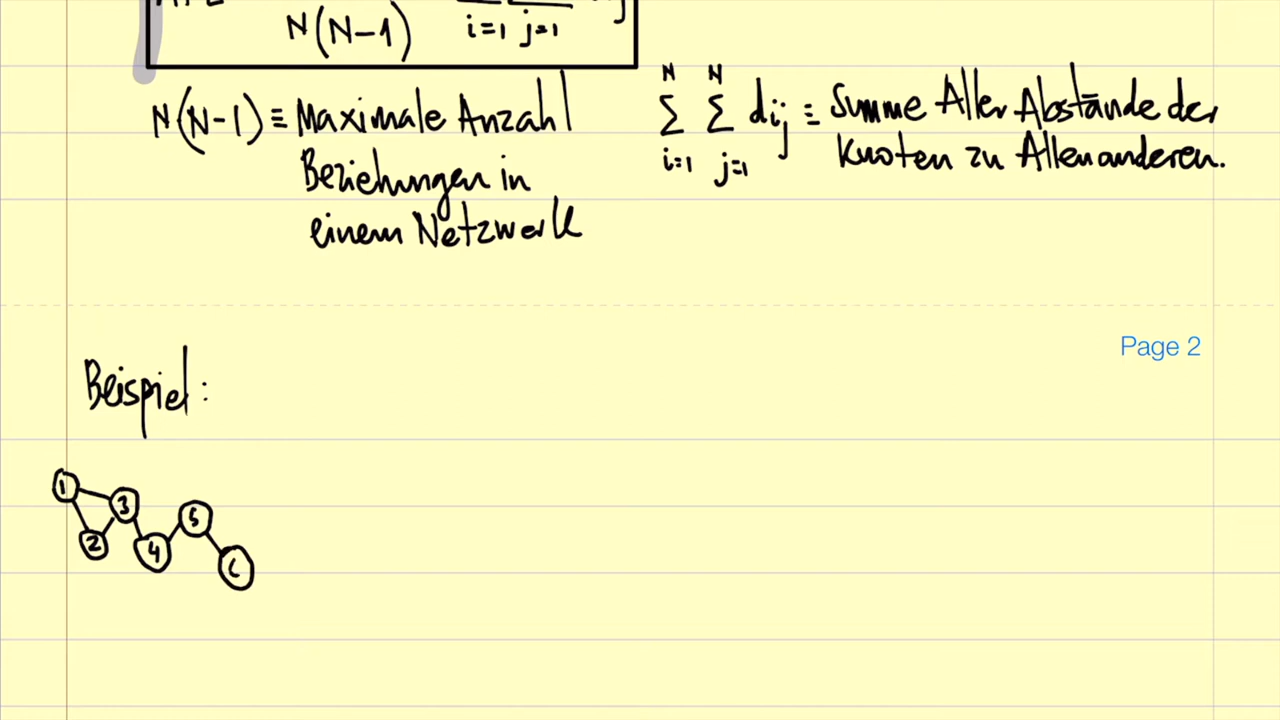 N(N-1) i=1 j=1
N(N-1) ≡ Maximale Anzahl
Beziehungen in
einem Netzwerk
N N
Σ Σ dij ≡ Summe Aller Abstände der
i=1 j=1 Knoten zu Allen anderen.
Page 2
Beispiel:
1 3 5
2 4 6